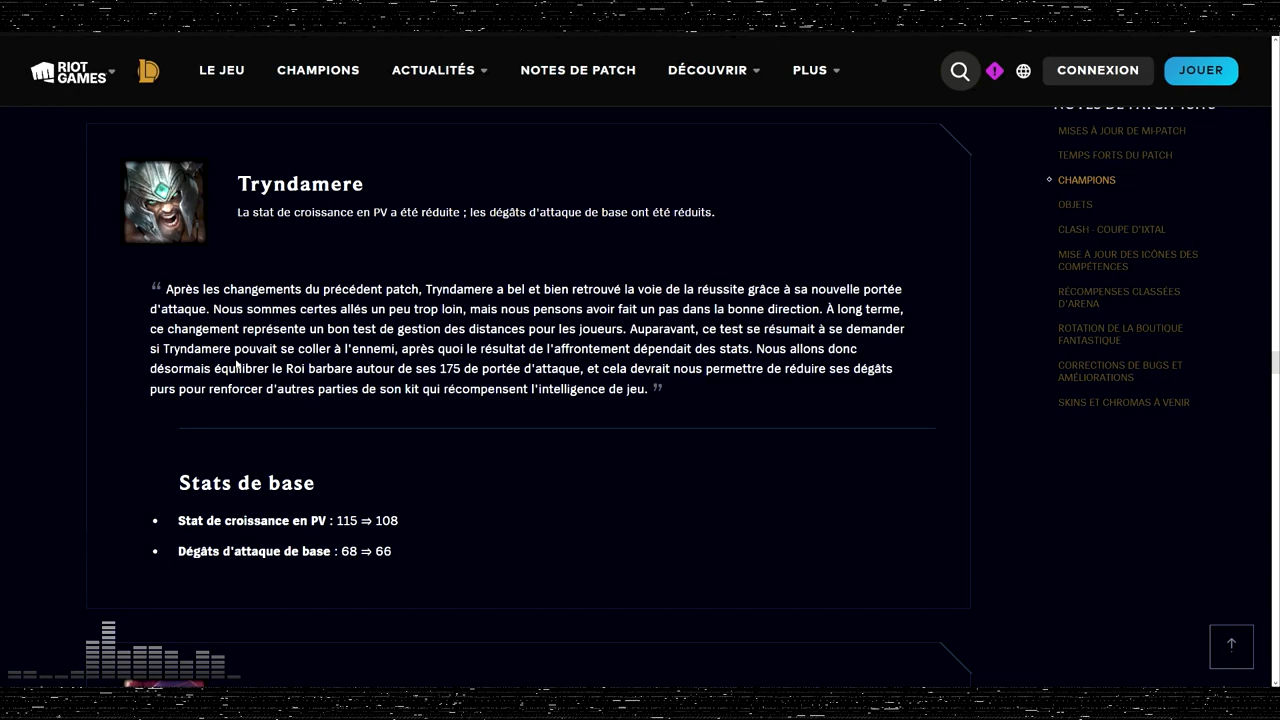 RIOT GAMES
LE JEU
CHAMPIONS
ACTUALITÉS
NOTES DE PATCH
DÉCOUVRIR
PLUS
CONNEXION
JOUER
Tryndamere
La stat de croissance en PV a été réduite ; les dégâts d'attaque de base ont été réduits.
“ Après les changements du précédent patch, Tryndamere a bel et bien retrouvé la voie de la réussite grâce à sa nouvelle portée
d'attaque. Nous sommes certes allés un peu trop loin, mais nous pensons avoir fait un pas dans la bonne direction. À long terme,
ce changement représente un bon test de gestion des distances pour les joueurs. Auparavant, ce test se résumait à se demander
si Tryndamere pouvait se coller à l'ennemi, après quoi le résultat de l'affrontement dépendait des stats. Nous allons donc
désormais équilibrer le Roi barbare autour de ses 175 de portée d'attaque, et cela devrait nous permettre de réduire ses dégâts
purs pour renforcer d'autres parties de son kit qui récompensent l'intelligence de jeu. ”
Stats de base
• Stat de croissance en PV : 115 ⇒ 108
• Dégâts d'attaque de base : 68 ⇒ 66
MISES À JOUR DE MI-PATCH
TEMPS FORTS DU PATCH
CHAMPIONS
OBJETS
CLASH - COUPE D'IXTAL
MISE À JOUR DES ICÔNES DES
COMPÉTENCES
RÉCOMPENSES CLASSÉES
D'ARENA
ROTATION DE LA BOUTIQUE
FANTASTIQUE
CORRECTIONS DE BUGS ET
AMÉLIORATIONS
SKINS ET CHROMAS À VENIR